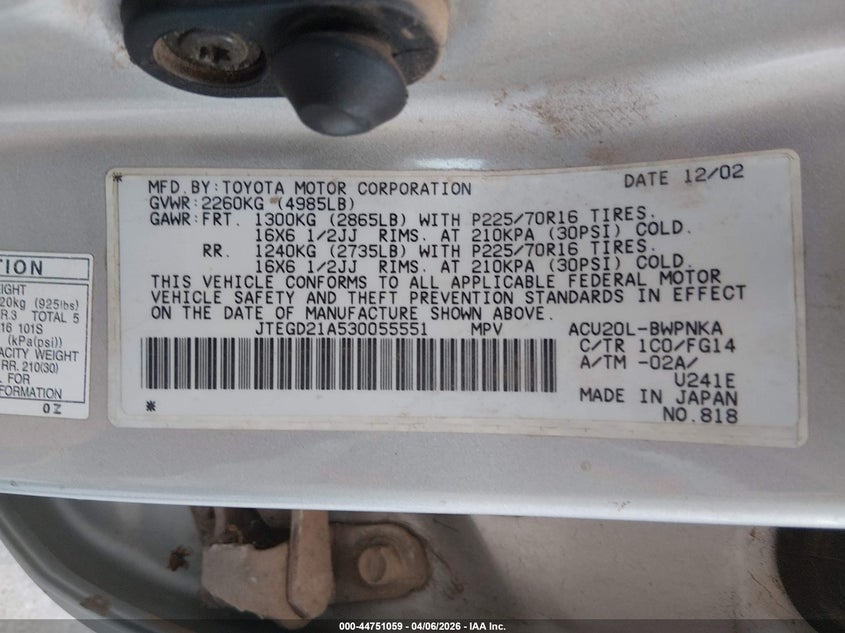 MFD.BY:TOYOTA MOTOR CORPORATION DATE 12/02
GVWR:2260KG (4985LB)
GAWR:FRT. 1300KG (2865LB) WITH P225/70R16 TIRES.
16X6 1/2JJ RIMS. AT 210KPA (30PSI) COLD.
RR. 1240KG (2735LB) WITH P225/70R16 TIRES.
16X6 1/2JJ RIMS. AT 210KPA (30PSI) COLD.
THIS VEHICLE CONFORMS TO ALL APPLICABLE FEDERAL MOTOR
VEHICLE SAFETY AND THEFT PREVENTION STANDARDS IN EFFECT
ON THE DATE OF MANUFACTURE SHOWN ABOVE.
JTEGD21A530055551 MPV ACU20L-BWPNKA
C/TR 1C0/FG14
A/TM -02A/
U241E
MADE IN JAPAN
NO.818
20kg (925lbs)
R.3 TOTAL 5
16 101S
(kPa(psi))
WEIGHT
RR. 210(30)
FOR
0Z
000-44751059 - 04/06/2026 - IAA Inc.